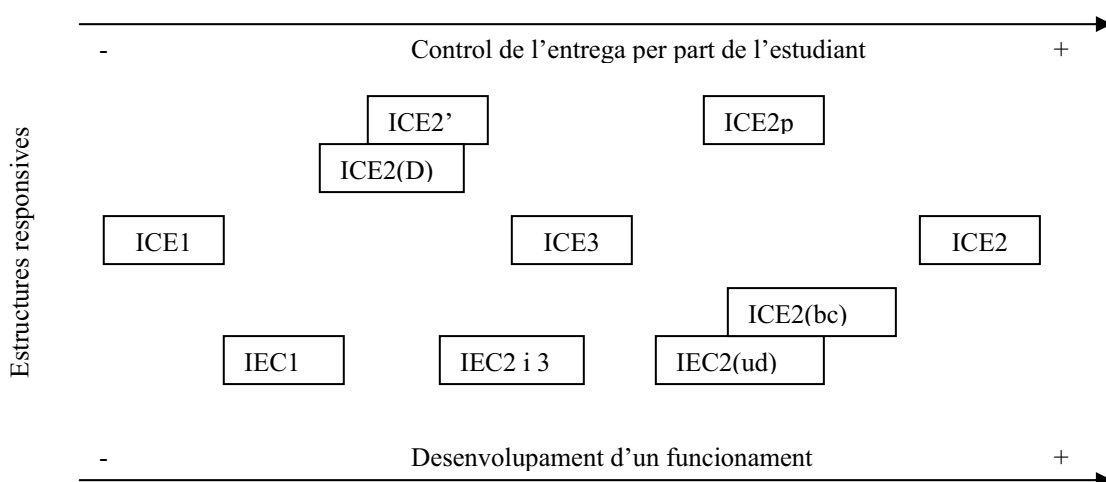 - Control de l’entrega per part de l’estudiant +
Estructures responsives
ICE2’ ICE2p
ICE2(D)
ICE1 ICE3 ICE2
ICE2(bc)
IEC1 IEC2 i 3 IEC2(ud)
- Desenvolupament d’un funcionament +